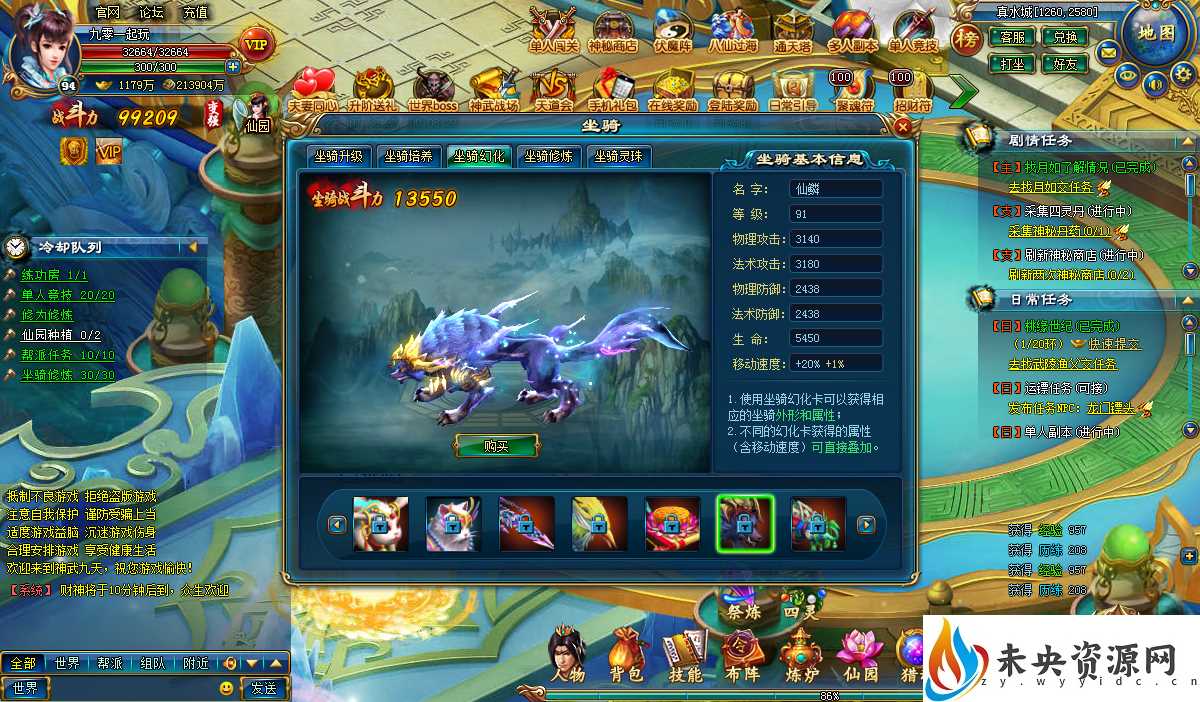 官网 论坛 充值
九零一起玩
32664/32664
300/300
VIP
94
1179万 213904万
战斗力 99209
变强
仙园
VIP
单人闯关 神秘商店 伏魔阵 八仙过海 通天塔 多人副本 单人竞技
榜
真水城[1260,2580]
客服 兑换
打坐 好友
地图
100 100
夫妻同心 升阶送礼 世界boss 神武战场 天道会 手机礼包 在线奖励 登陆奖励 日常引导 聚魂符 招财符
坐骑
坐骑升级 坐骑培养 坐骑幻化 坐骑修炼 坐骑灵珠
坐骑战斗力 13550
购买
坐骑基本信息
名 字: 仙麟
等 级: 91
物理攻击: 3140
法术攻击: 3180
物理防御: 2438
法术防御: 2438
生 命: 5450
移动速度: +20% +1%
1. 使用坐骑幻化卡可以获得相
应的坐骑外形和属性;
2. 不同的幻化卡获得的属性
(含移动速度)可直接叠加。
冷却队列
练功房 1/1
单人竞技 20/20
修为修炼
仙园种植 0/2
帮派任务 10/10
坐骑修炼 30/30
剧情任务
【主】找月如了解情况(已完成)
去找月如交任务
【支】采集四灵丹(进行中)
采集神秘丹药(0/1)
【支】刷新神秘商店(进行中)
刷新两次神秘商店(0/2)
日常任务
【日】桃缘世纪(已完成)
(1/20环) 快速提交
去找武陵渔父交任务
【日】运镖任务(可接)
发布任务NPC: 龙门镖头
【日】单人副本(进行中)
抵制不良游戏 拒绝盗版游戏
注意自我保护 谨防受骗上当
适度游戏益脑 沉迷游戏伤身
合理安排游戏 享受健康生活
欢迎来到神武九天,祝您游戏愉快!
【系统】 财神将于10分钟后到,众生欢迎
获得 经验 957
获得 历练 208
获得 经验 957
获得 历练 208
全部 世界 帮派 组队 附近
世界 发送
祭炼 四灵
人物 背包 技能 布阵 炼炉 仙园 猎
86%
未央资源网
zy.wyyidc.cn